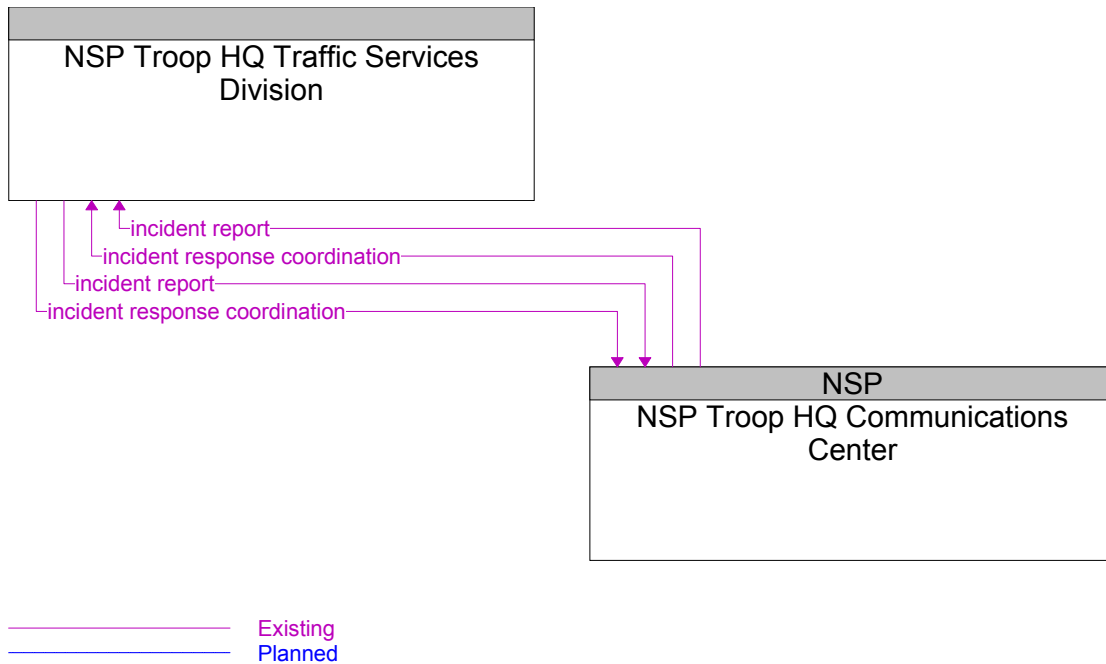 NSP Troop HQ Traffic Services
Division
incident report
incident response coordination
incident report
incident response coordination
NSP
NSP Troop HQ Communications
Center
Existing
Planned